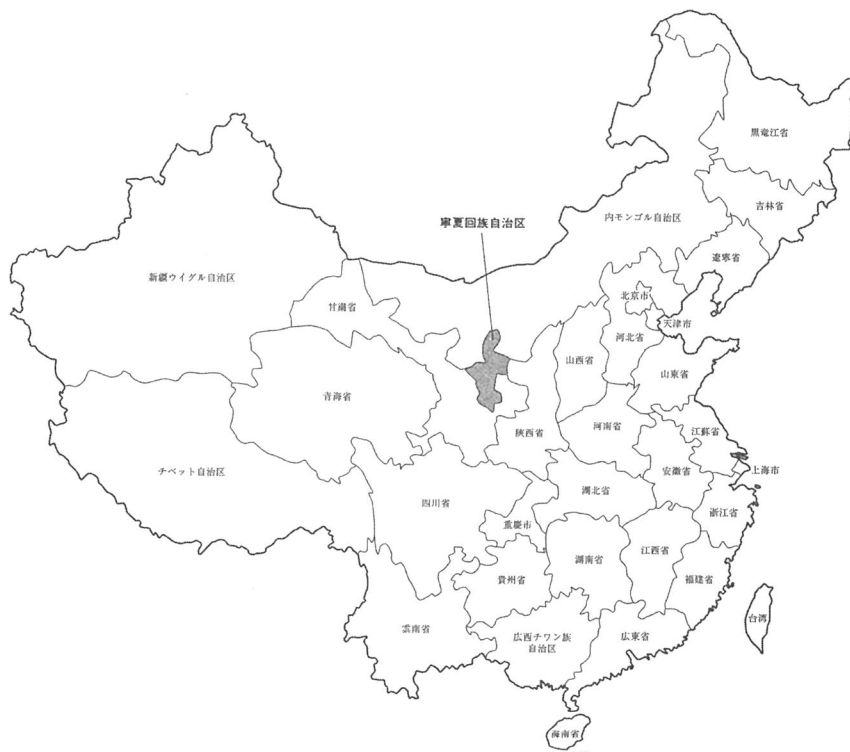 黒竜江省
吉林省
寧夏回族自治区
内モンゴル自治区
遼寧省
新疆ウイグル自治区
北京市
甘粛省
天津市
河北省
山西省
山東省
青海省
江蘇省
河南省
陝西省
チベット自治区
安徽省
上海市
湖北省
四川省
浙江省
重慶市
江西省
湖南省
貴州省
福建省
台湾
雲南省
広西チワン族
自治区
広東省
海南省